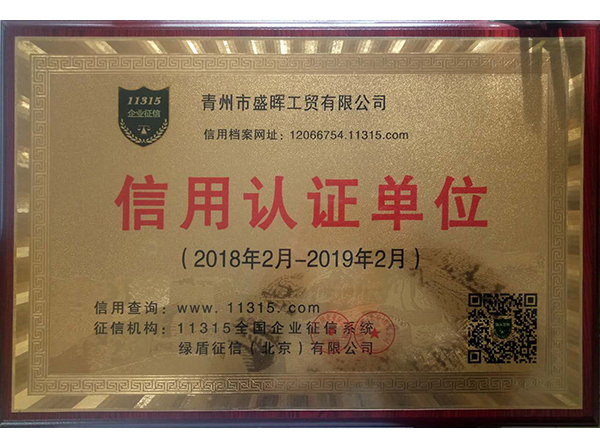 11315
企业征信
青州市盛晖工贸有限公司
信用档案网址：12066754.11315.com
信用认证单位
（2018年2月-2019年2月）
信用查询：www.11315.com
征信机构：11315全国企业征信系统
绿盾征信（北京）有限公司